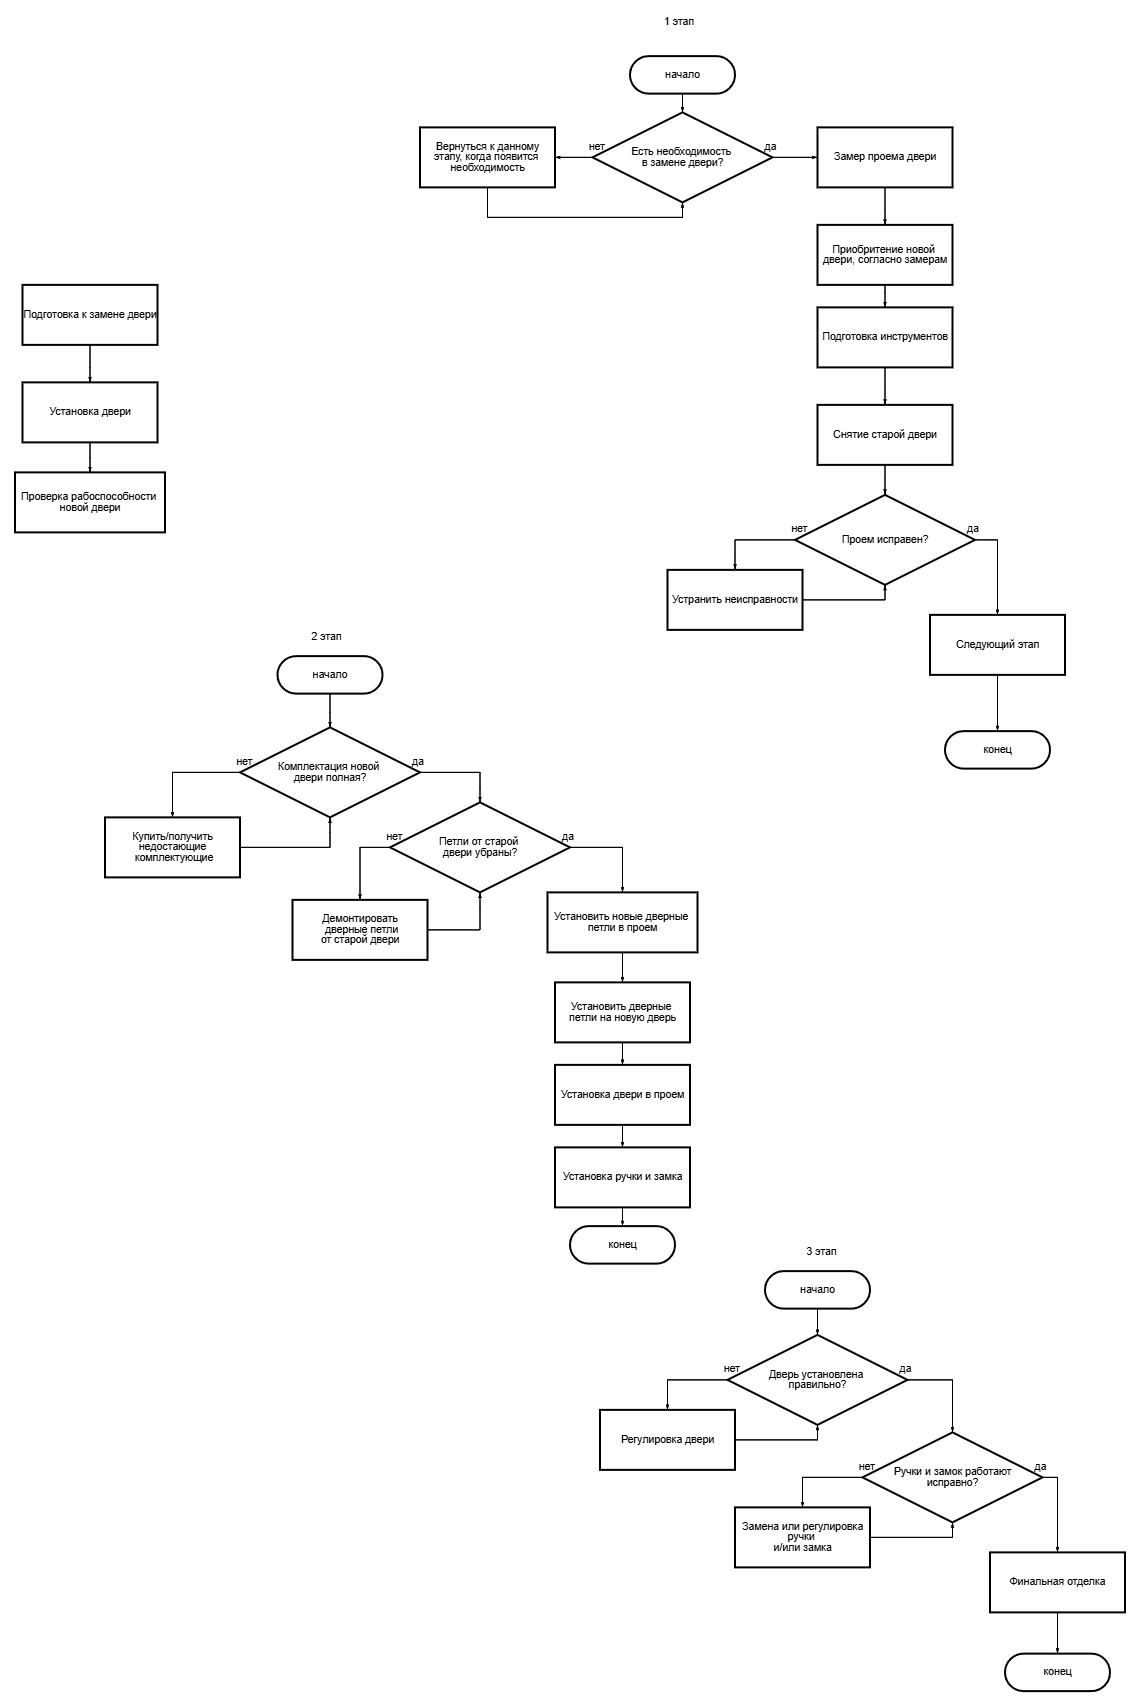 1 этап
начало
Есть необходимость
в замене двери?
нет
да
Вернуться к данному
этапу, когда появится
необходимость
Замер проема двери
Приобритение новой
двери, согласно замерам
Подготовка инструментов
Снятие старой двери
Проем исправен?
нет
да
Устранить неисправности
Следующий этап
конец
Подготовка к замене двери
Установка двери
Проверка рабоспособности
новой двери
2 этап
начало
Комплектация новой
двери полная?
нет
да
Купить/получить
недостающие
комплектующие
Петли от старой
двери убраны?
нет
да
Демонтировать
дверные петли
от старой двери
Установить новые дверные
петли в проем
Установить дверные
петли на новую дверь
Установка двери в проем
Установка ручки и замка
конец
3 этап
начало
Дверь установлена
правильно?
нет
да
Регулировка двери
Ручки и замок работают
исправно?
нет
да
Замена или регулировка
ручки
и/или замка
Финальная отделка
конец